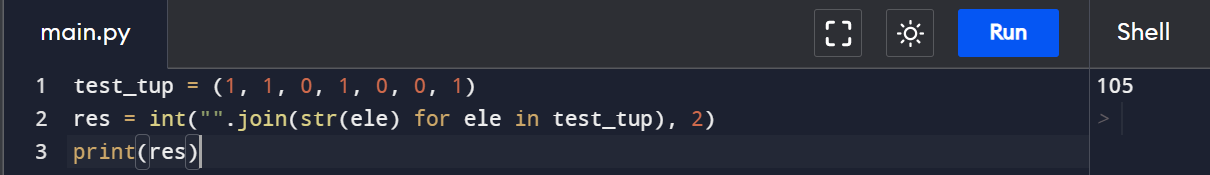 main.py
Run
Shell
1 test_tup = (1, 1, 0, 1, 0, 0, 1)
2 res = int("".join(str(ele) for ele in test_tup), 2)
3 print(res)
105
>